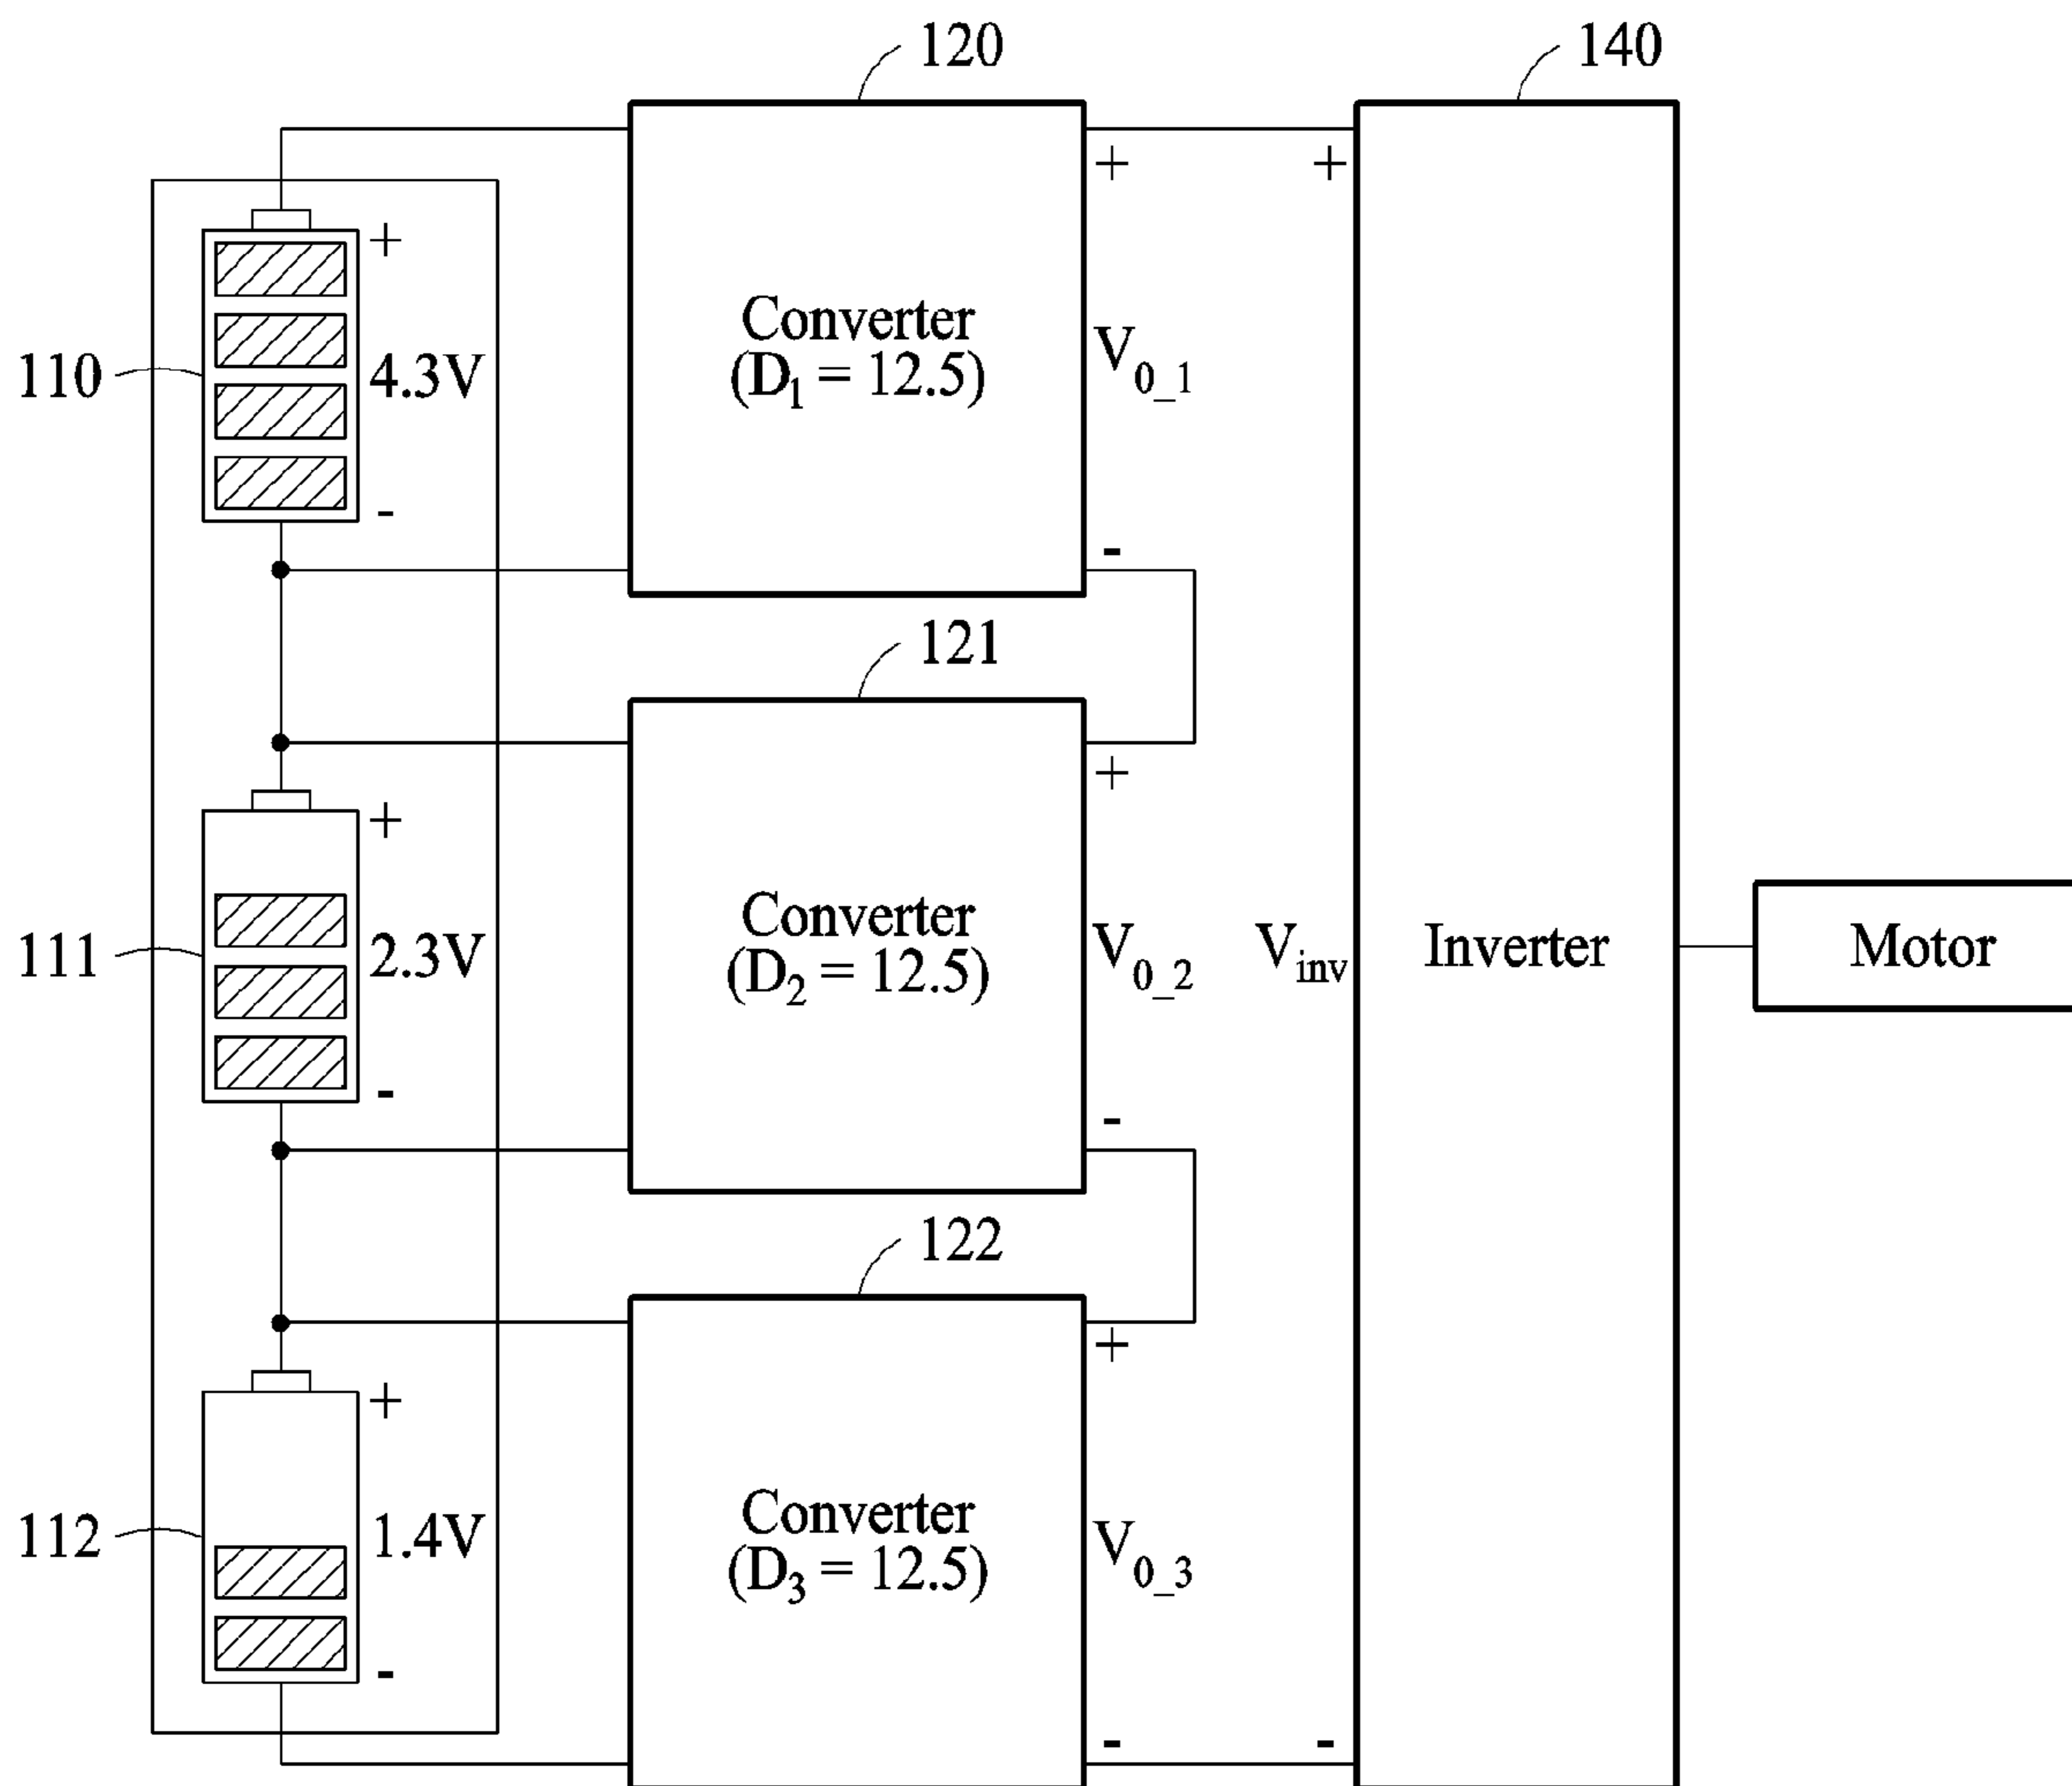 120
140
+
+
+
Converter
(D1 = 12.5)
110
4.3V
V0_1
-
-
121
+
+
Converter
(D2 = 12.5)
111
2.3V
V0_2
Vinv
Inverter
Motor
-
-
122
+
+
Converter
(D3 = 12.5)
112
1.4V
V0_3
-
-
-